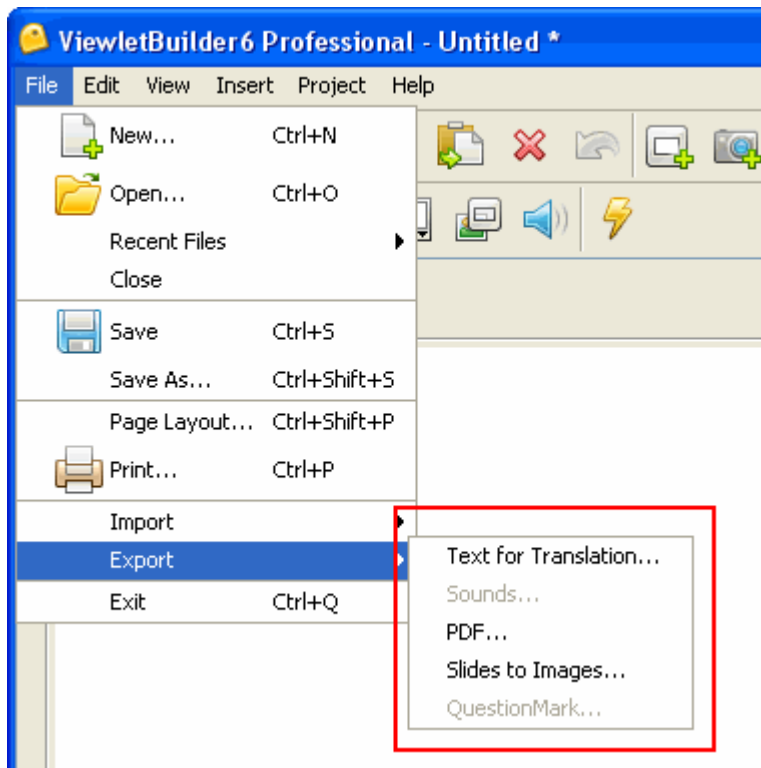 ViewletBuilder6 Professional - Untitled *
File Edit View Insert Project Help
New... Ctrl+N
Open... Ctrl+O
Recent Files
Close
Save Ctrl+S
Save As... Ctrl+Shift+S
Page Layout... Ctrl+Shift+P
Print... Ctrl+P
Import
Export
Exit Ctrl+Q
Text for Translation...
Sounds...
PDF...
Slides to Images...
QuestionMark...